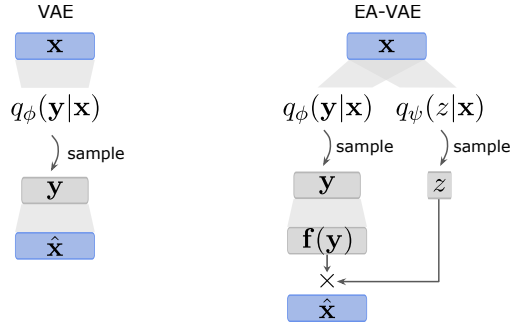 VAE
x
qϕ(y|x)
sample
y
x̂
EA-VAE
x
qϕ(y|x) qψ(z|x)
sample sample
y z
f(y)
×
x̂